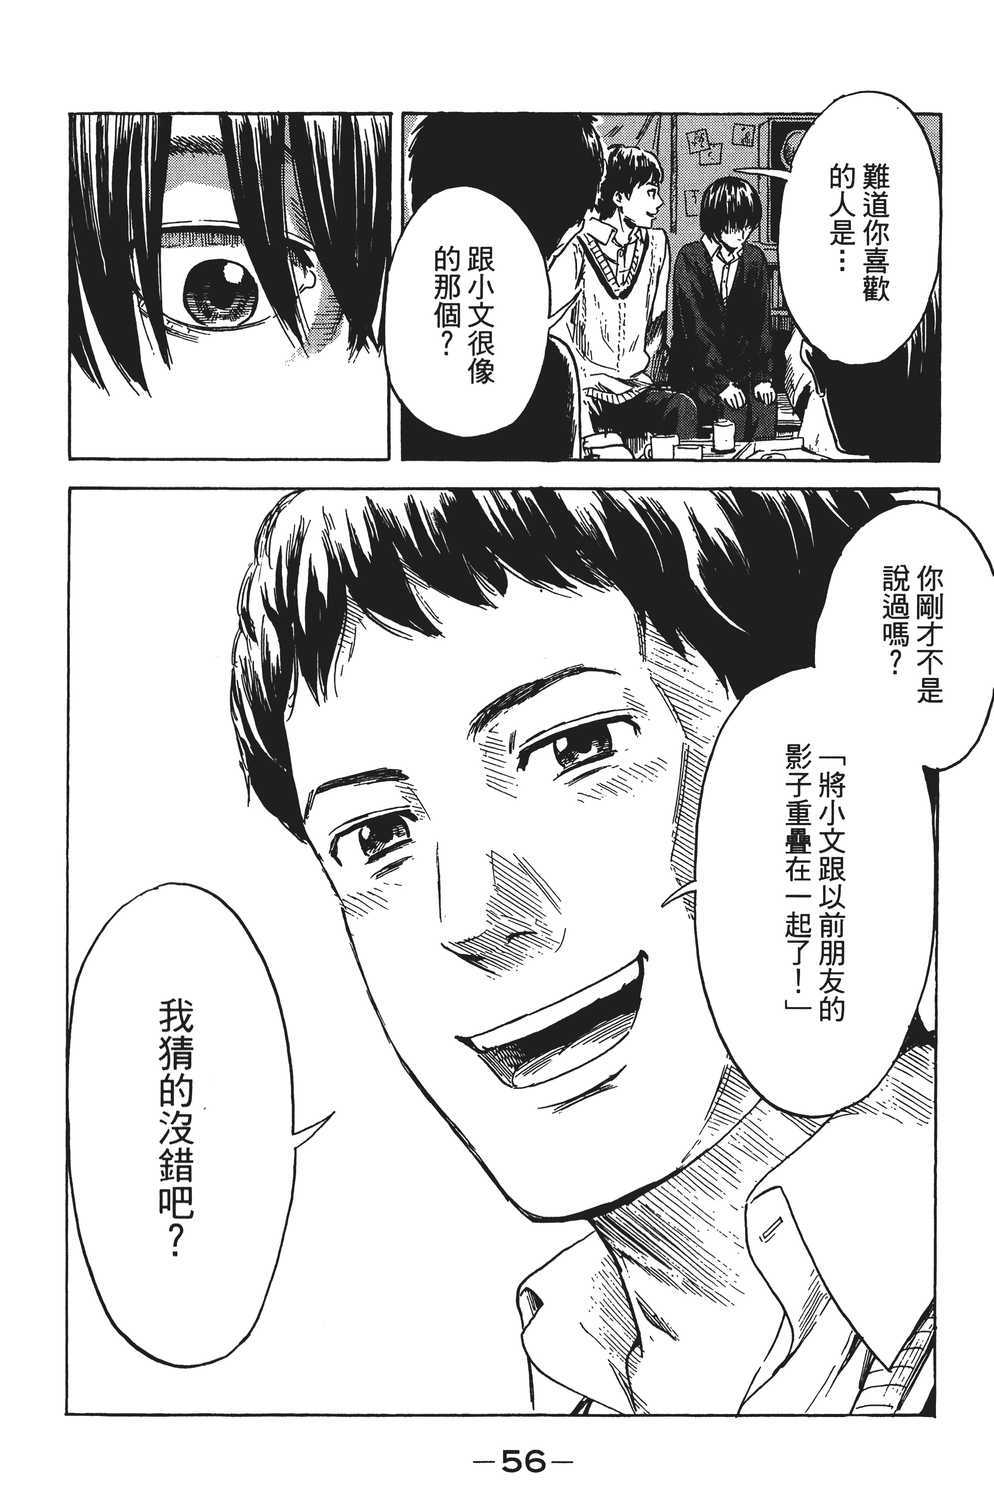 難道你喜歡
的人是…
跟小文很像
的那個?
你剛才不是
說過嗎?
「將小文跟以前朋友的
影子重疊在一起了!」
我猜的沒錯吧?
—56—